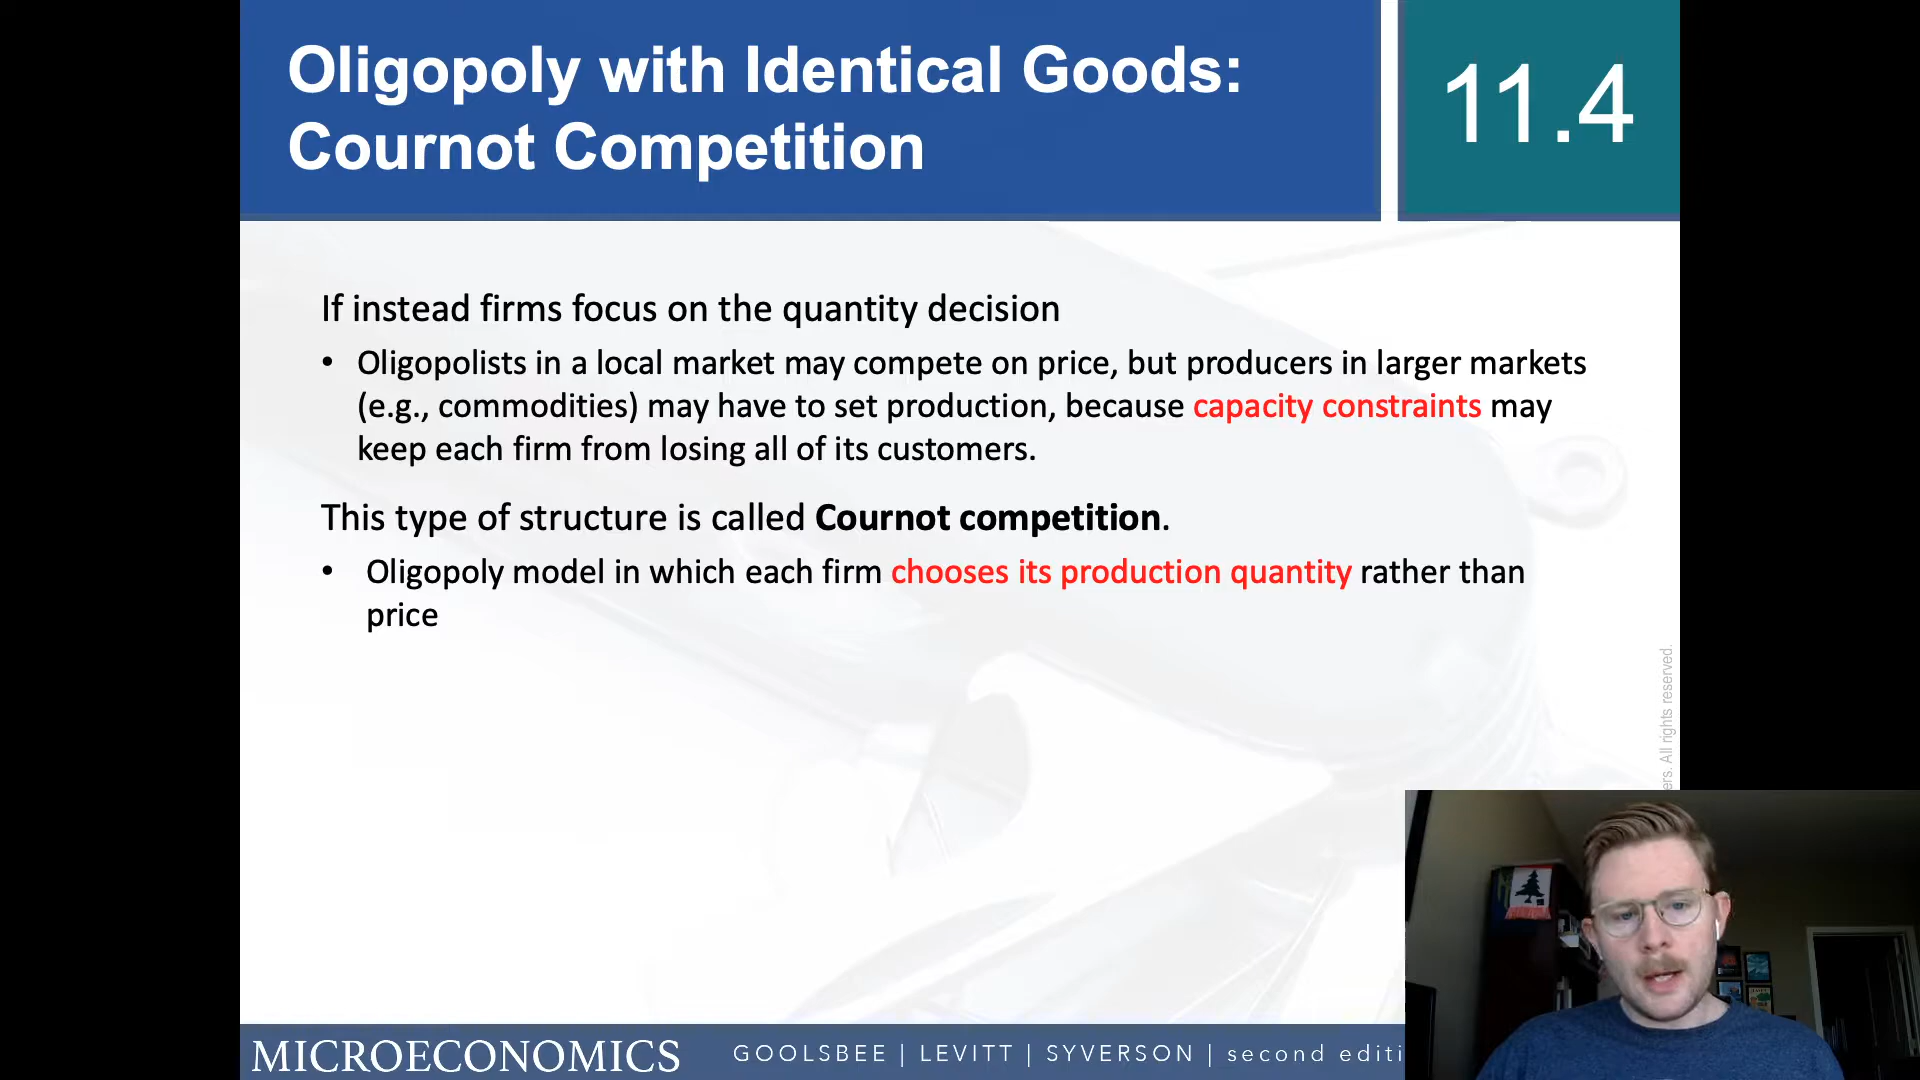 Oligopoly with Identical Goods:
Cournot Competition
11.4
If instead firms focus on the quantity decision
• Oligopolists in a local market may compete on price, but producers in larger markets
(e.g., commodities) may have to set production, because capacity constraints may
keep each firm from losing all of its customers.
This type of structure is called Cournot competition.
• Oligopoly model in which each firm chooses its production quantity rather than
price
ers. All rights reserved.
MICROECONOMICS
GOOLSBEE | LEVITT | SYVERSON | second editi